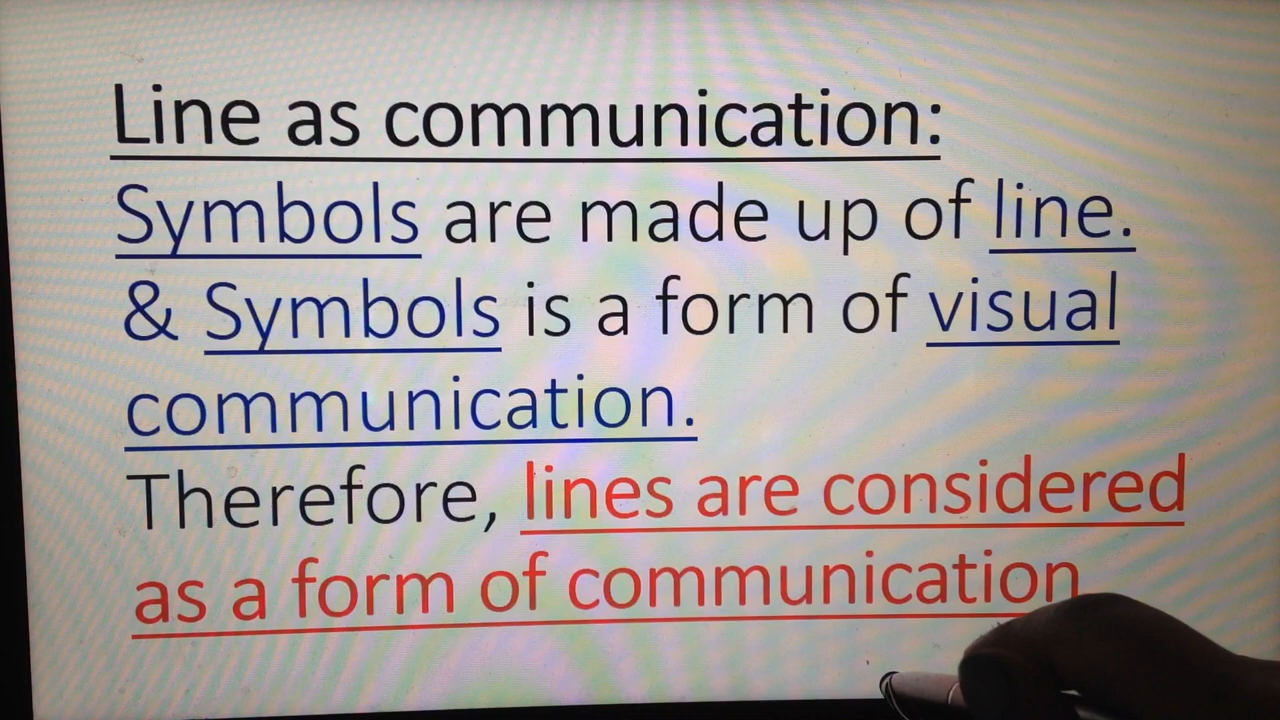 Line as communication:
Symbols are made up of line.
& Symbols is a form of visual
communication.
Therefore, lines are considered
as a form of communication